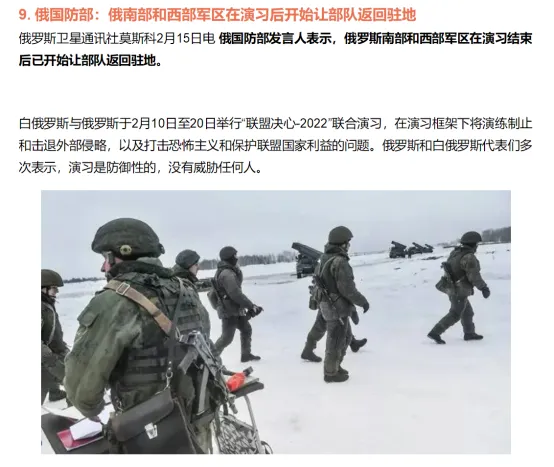 9. 俄国防部：俄南部和西部军区在演习后开始让部队返回驻地
俄罗斯卫星通讯社莫斯科2月15日电 俄国防部发言人表示，俄罗斯南部和西部军区在演习结束
后已开始让部队返回驻地。
白俄罗斯与俄罗斯于2月10日至20日举行“联盟决心-2022”联合演习，在演习框架下将演练制止
和击退外部侵略，以及打击恐怖主义和保护联盟国家利益的问题。俄罗斯和白俄罗斯代表们多
次表示，演习是防御性的，没有威胁任何人。